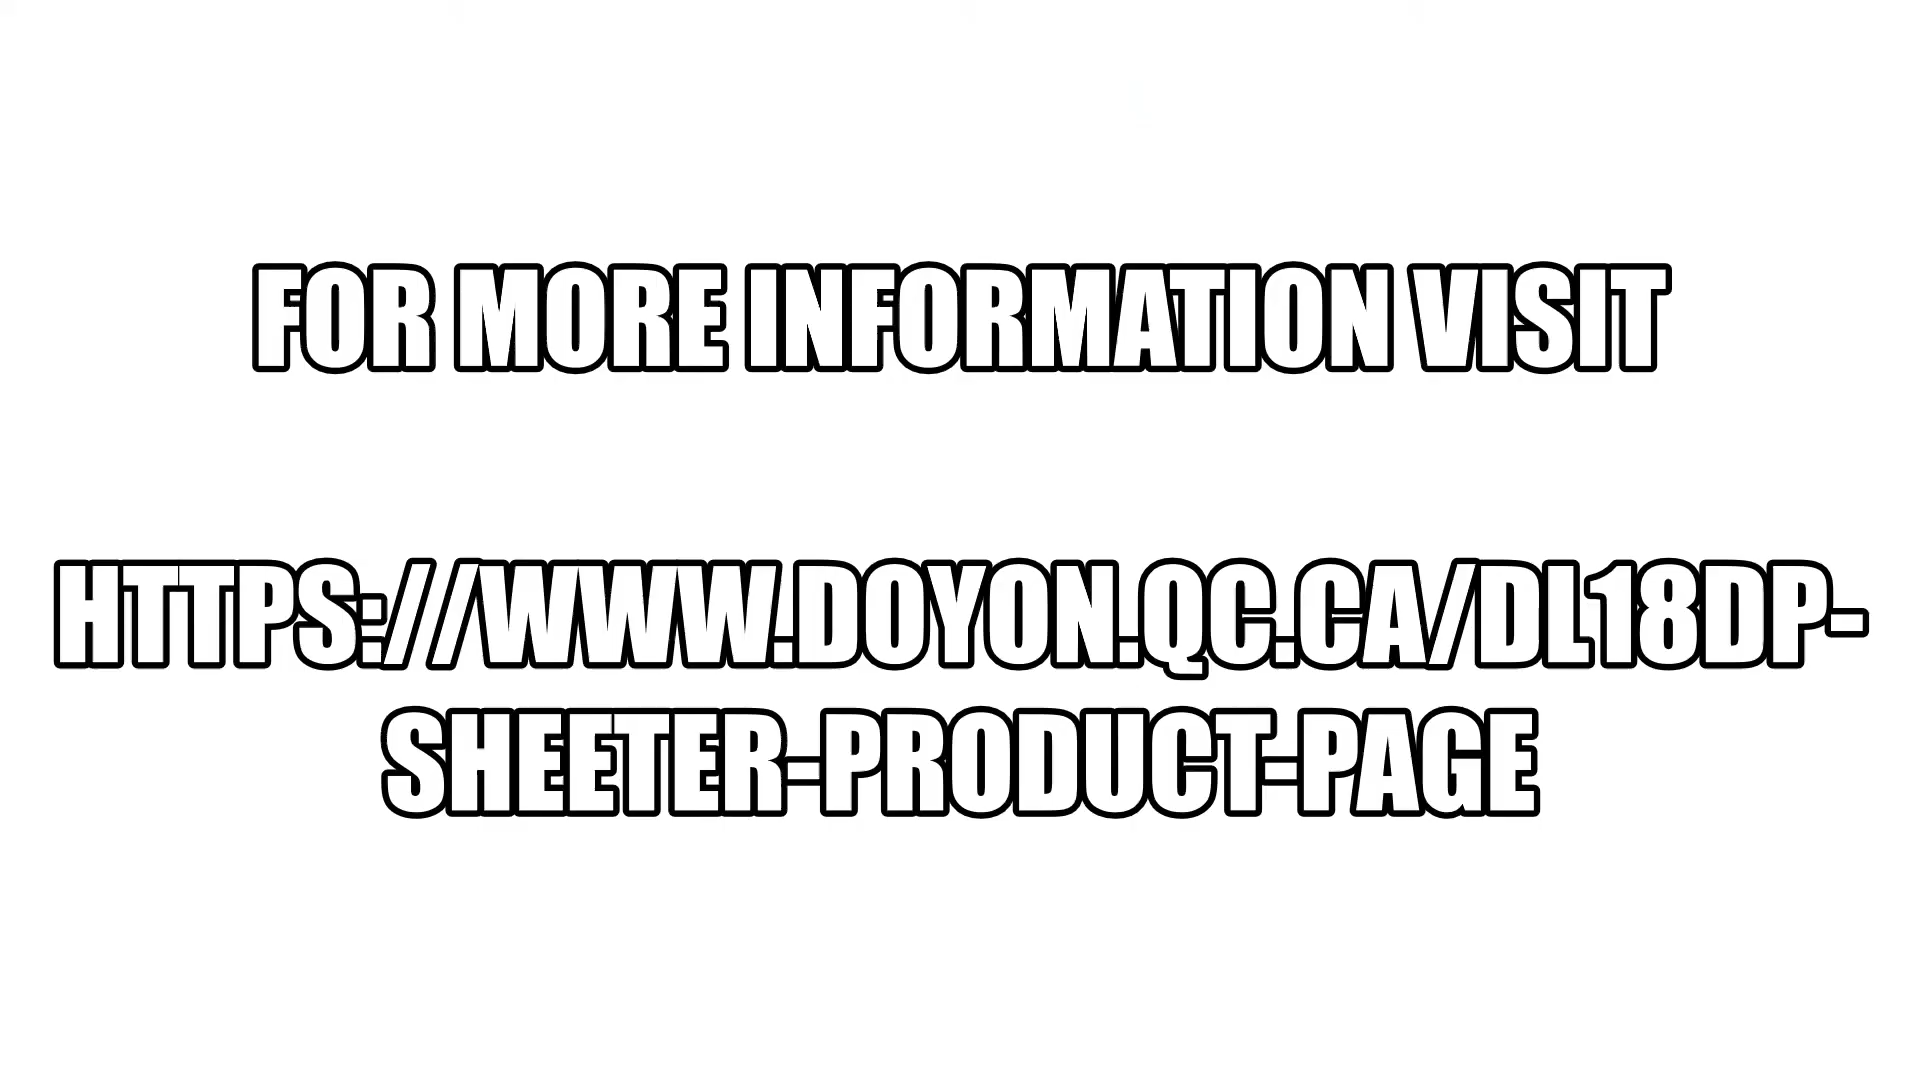 FOR MORE INFORMATION VISIT
HTTPS://WWW.DOYON.QC.CA/DL18DP-
SHEETER-PRODUCT-PAGE